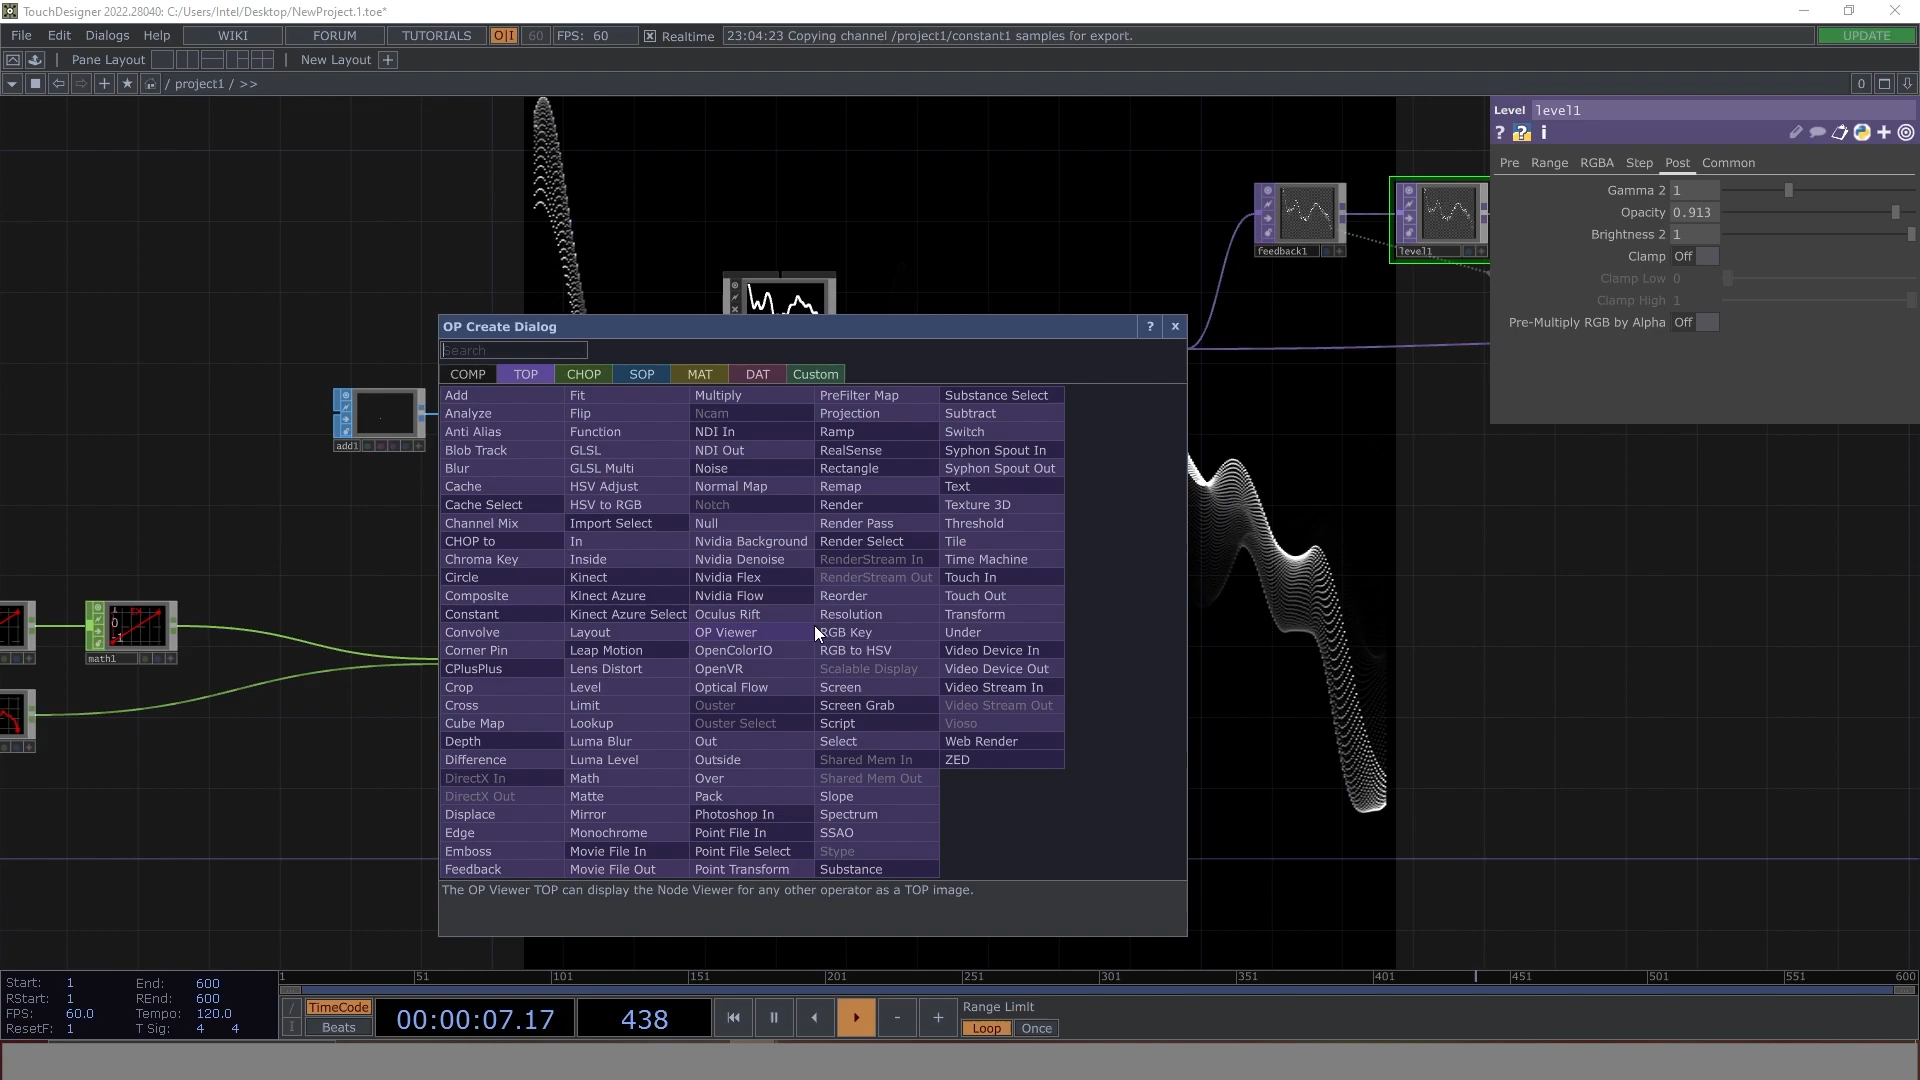 TouchDesigner 2022.28040: C:/Users/Intel/Desktop/NewProject.1.toe*
File Edit Dialogs Help WIKI FORUM TUTORIALS O|I 60 FPS: 60 Realtime 23:04:23 Copying channel /project1/constant1 samples for export. UPDATE
Pane Layout New Layout +
/ project1 / >> 0
Level level1
? ? i
Pre Range RGBA Step Post Common
Gamma 2 1
Opacity 0.913
Brightness 2 1
Clamp Off
Clamp Low 0
Clamp High 1
Pre-Multiply RGB by Alpha Off
feedback1
level1
add1
math1
OP Create Dialog ? x
Search
COMP TOP CHOP SOP MAT DAT Custom
Add Fit Multiply PreFilter Map Substance Select
Analyze Flip Ncam Projection Subtract
Anti Alias Function NDI In Ramp Switch
Blob Track GLSL NDI Out RealSense Syphon Spout In
Blur GLSL Multi Noise Rectangle Syphon Spout Out
Cache HSV Adjust Normal Map Remap Text
Cache Select HSV to RGB Notch Render Texture 3D
Channel Mix Import Select Null Render Pass Threshold
CHOP to In Nvidia Background Render Select Tile
Chroma Key Inside Nvidia Denoise RenderStream In Time Machine
Circle Kinect Nvidia Flex RenderStream Out Touch In
Composite Kinect Azure Nvidia Flow Reorder Touch Out
Constant Kinect Azure Select Oculus Rift Resolution Transform
Convolve Layout OP Viewer RGB Key Under
Corner Pin Leap Motion OpenColorIO RGB to HSV Video Device In
CPlusPlus Lens Distort OpenVR Scalable Display Video Device Out
Crop Level Optical Flow Screen Video Stream In
Cross Limit Ouster Screen Grab Video Stream Out
Cube Map Lookup Ouster Select Script Vioso
Depth Luma Blur Out Select Web Render
Difference Luma Level Outside Shared Mem In ZED
DirectX In Math Over Shared Mem Out
DirectX Out Matte Pack Slope
Displace Mirror Photoshop In Spectrum
Edge Monochrome Point File In SSAO
Emboss Movie File In Point File Select Stype
Feedback Movie File Out Point Transform Substance
The OP Viewer TOP can display the Node Viewer for any other operator as a TOP image.
1 51 101 151 201 251 301 351 401 451 501 551 600
Start: 1 End: 600
RStart: 1 REnd: 600
FPS: 60.0 Tempo: 120.0
ResetF: 1 T Sig: 4 4
TimeCode
Beats
00:00:07.17 438
Range Limit
Loop Once